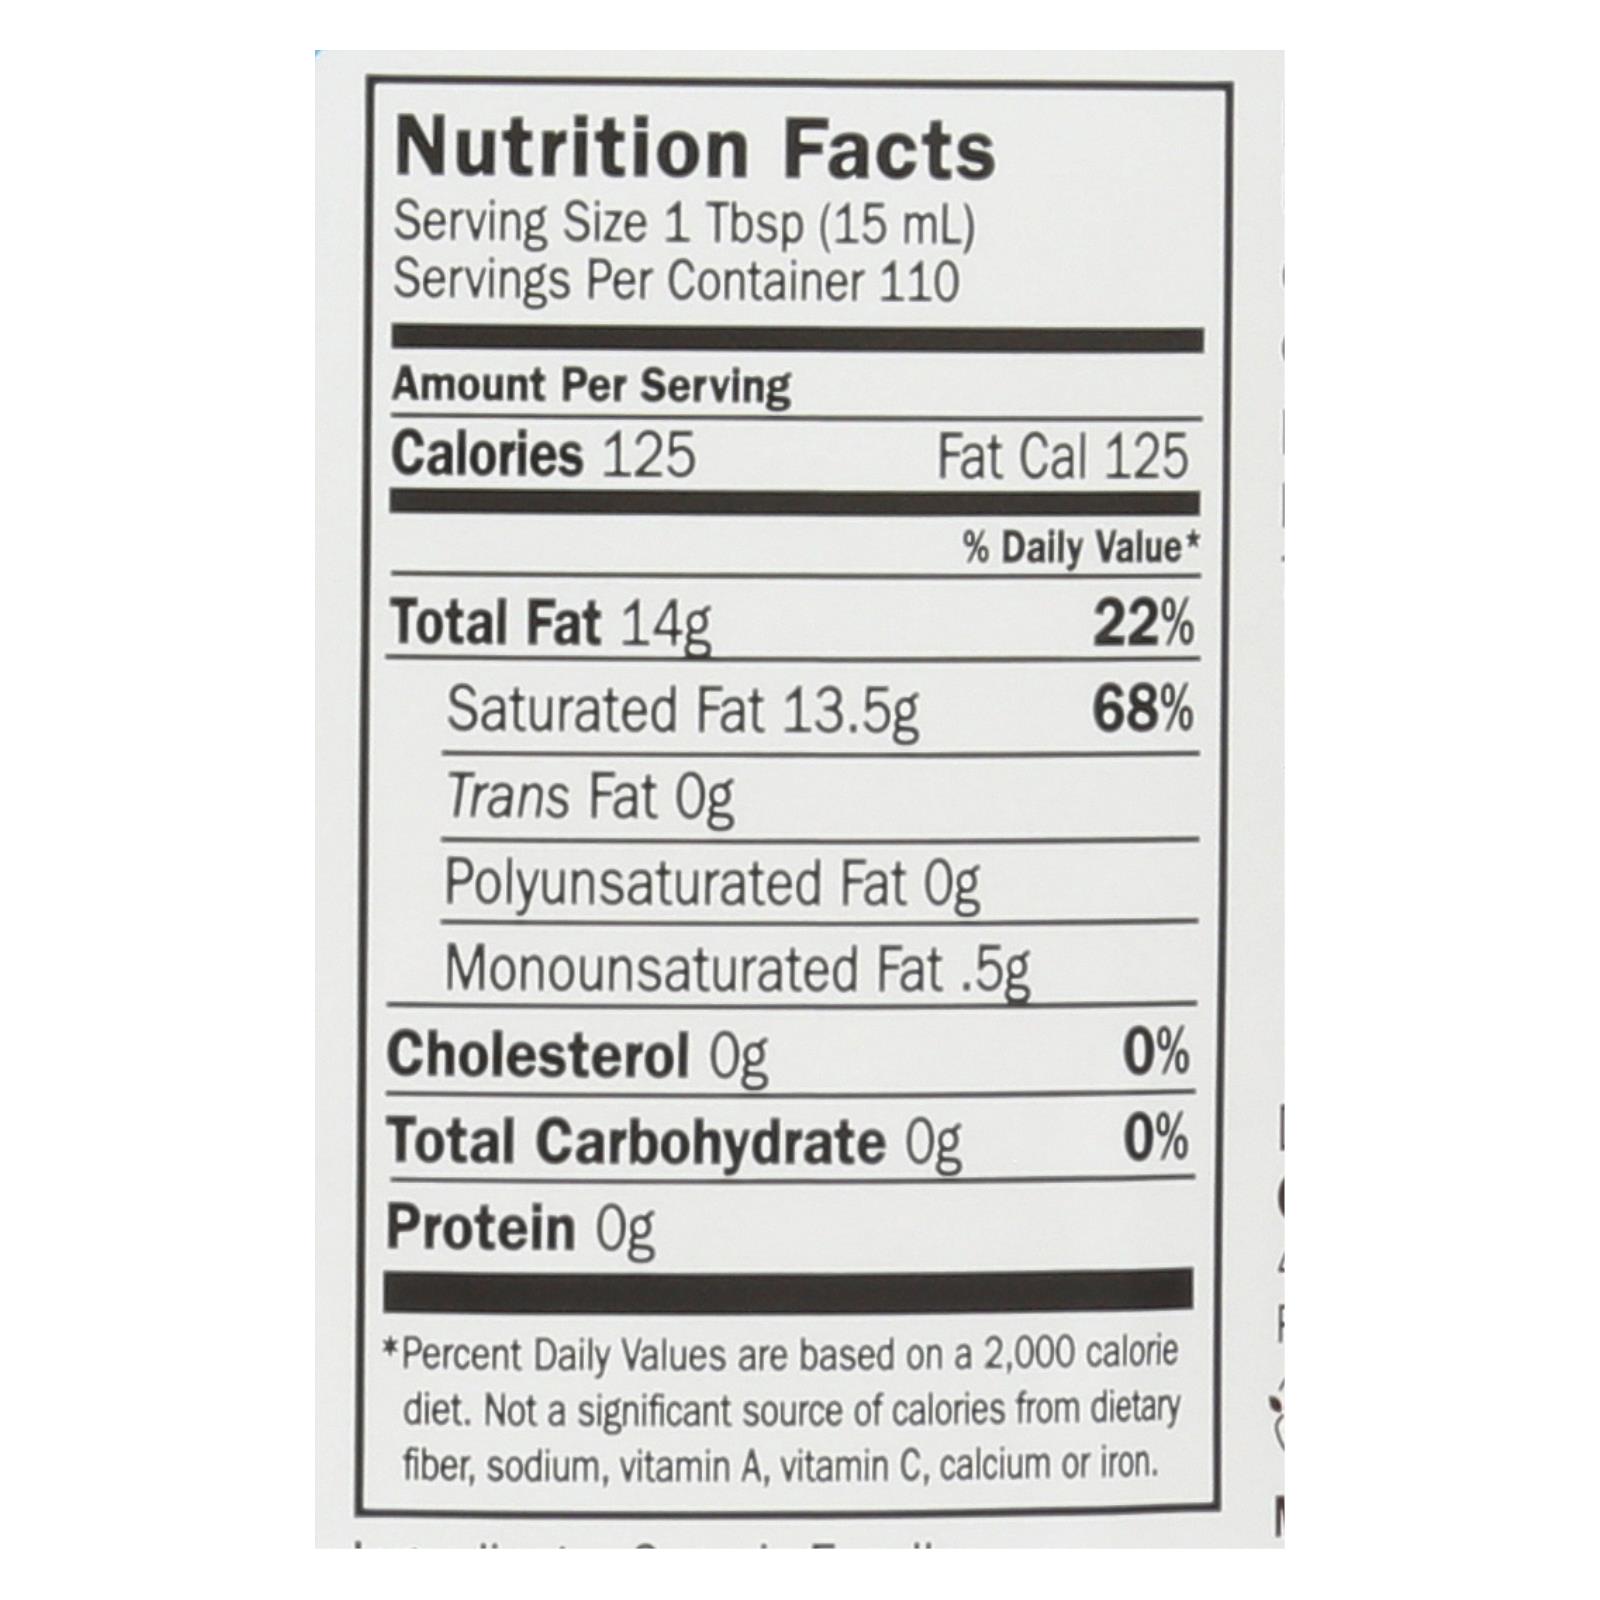 Nutrition Facts
Serving Size 1 Tbsp (15 mL)
Servings Per Container 110
Amount Per Serving
Calories 125 Fat Cal 125
% Daily Value*
Total Fat 14g 22%
Saturated Fat 13.5g 68%
Trans Fat 0g
Polyunsaturated Fat 0g
Monounsaturated Fat .5g
Cholesterol 0g 0%
Total Carbohydrate 0g 0%
Protein 0g
*Percent Daily Values are based on a 2,000 calorie
diet. Not a significant source of calories from dietary
fiber, sodium, vitamin A, vitamin C, calcium or iron.